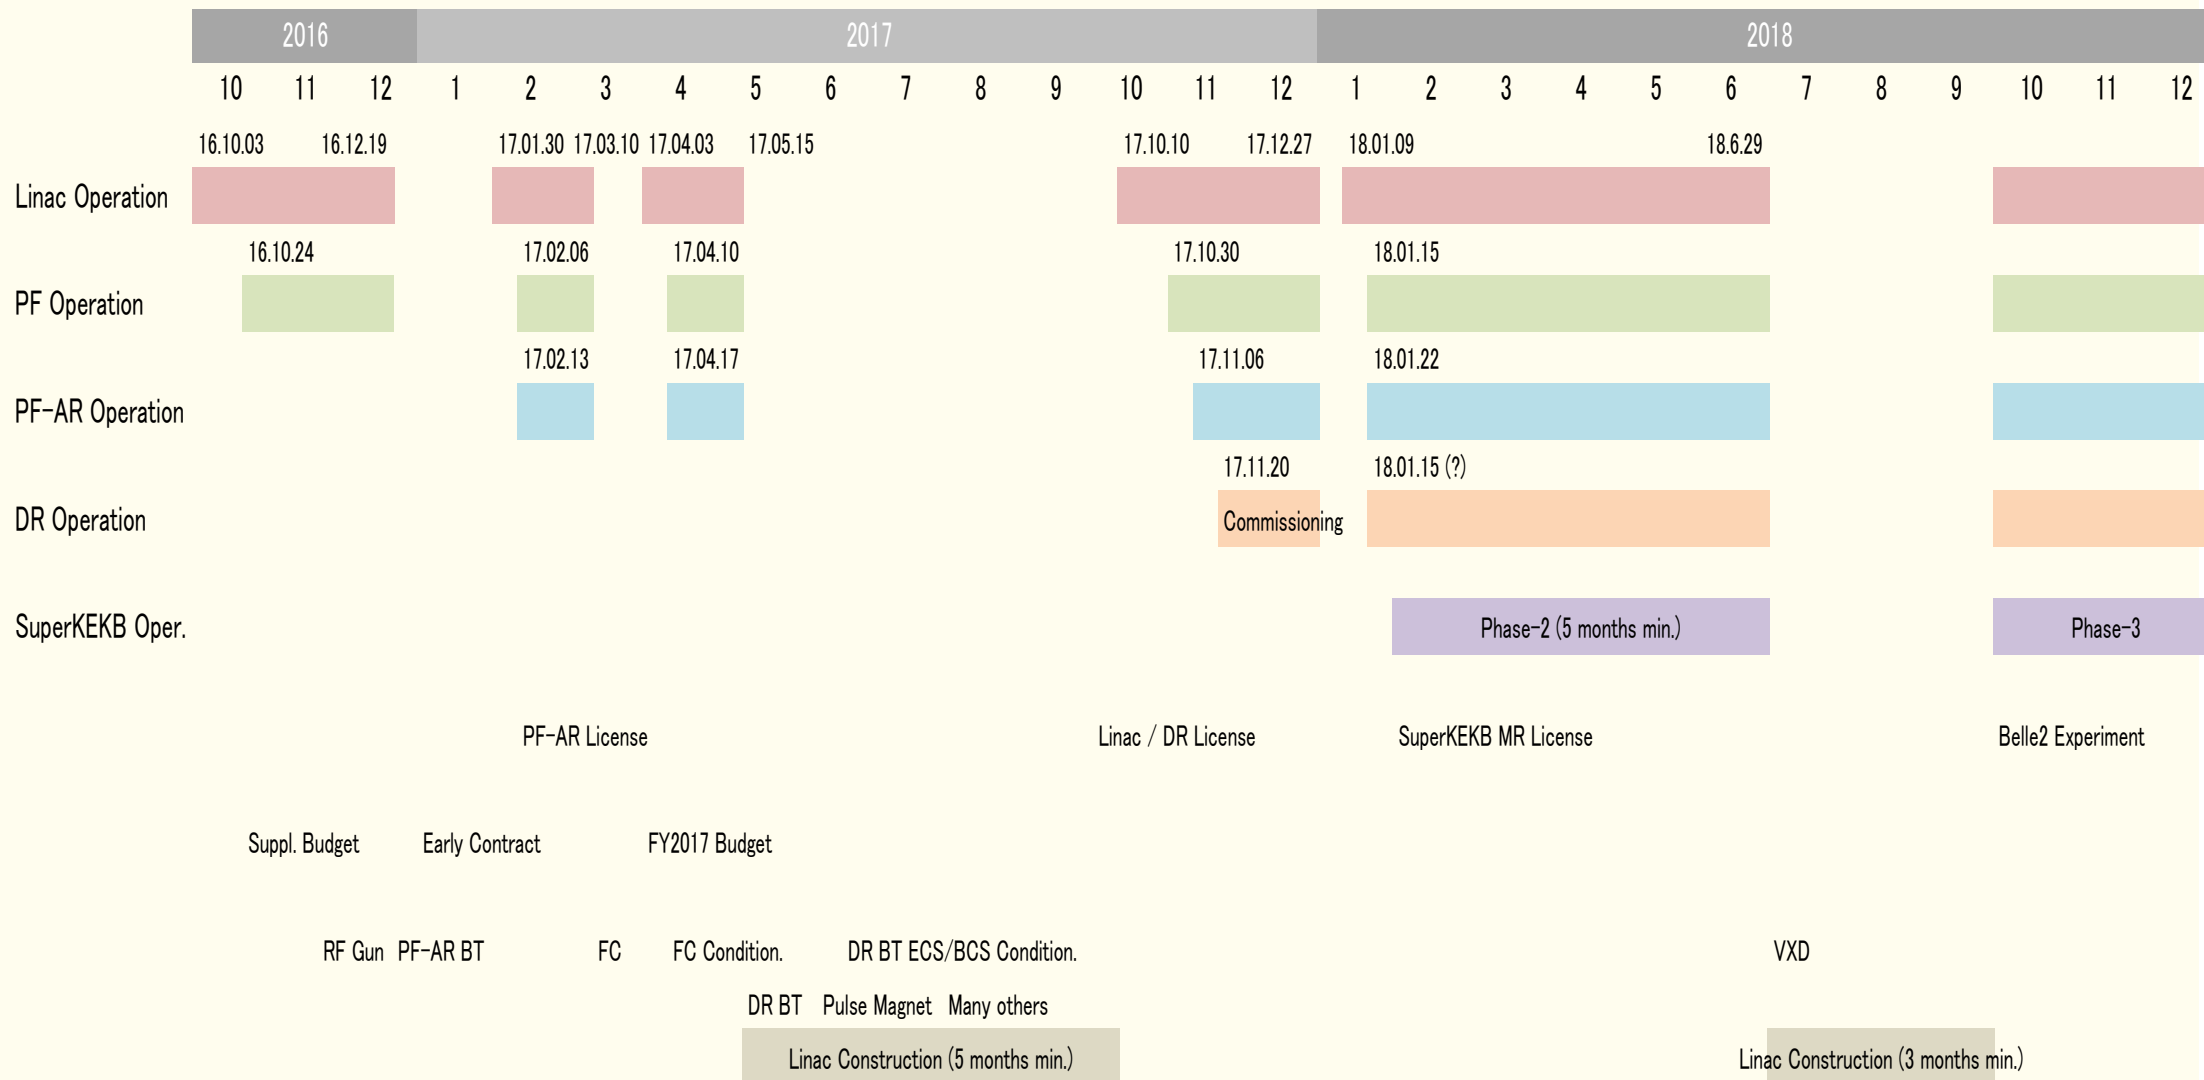 2016 2017 2018
10 11 12 1 2 3 4 5 6 7 8 9 10 11 12 1 2 3 4 5 6 7 8 9 10 11 12
16.10.03 16.12.19 17.01.30 17.03.10 17.04.03 17.05.15 17.10.10 17.12.27 18.01.09 18.6.29
Linac Operation
16.10.24 17.02.06 17.04.10 17.10.30 18.01.15
PF Operation
17.02.13 17.04.17 17.11.06 18.01.22
PF-AR Operation
17.11.20 18.01.15 (?)
DR Operation Commissioning
SuperKEKB Oper. Phase-2 (5 months min.) Phase-3
PF-AR License Linac / DR License SuperKEKB MR License Belle2 Experiment
Suppl. Budget Early Contract FY2017 Budget
RF Gun PF-AR BT FC FC Condition. DR BT ECS/BCS Condition. VXD
DR BT Pulse Magnet Many others
Linac Construction (5 months min.) Linac Construction (3 months min.)